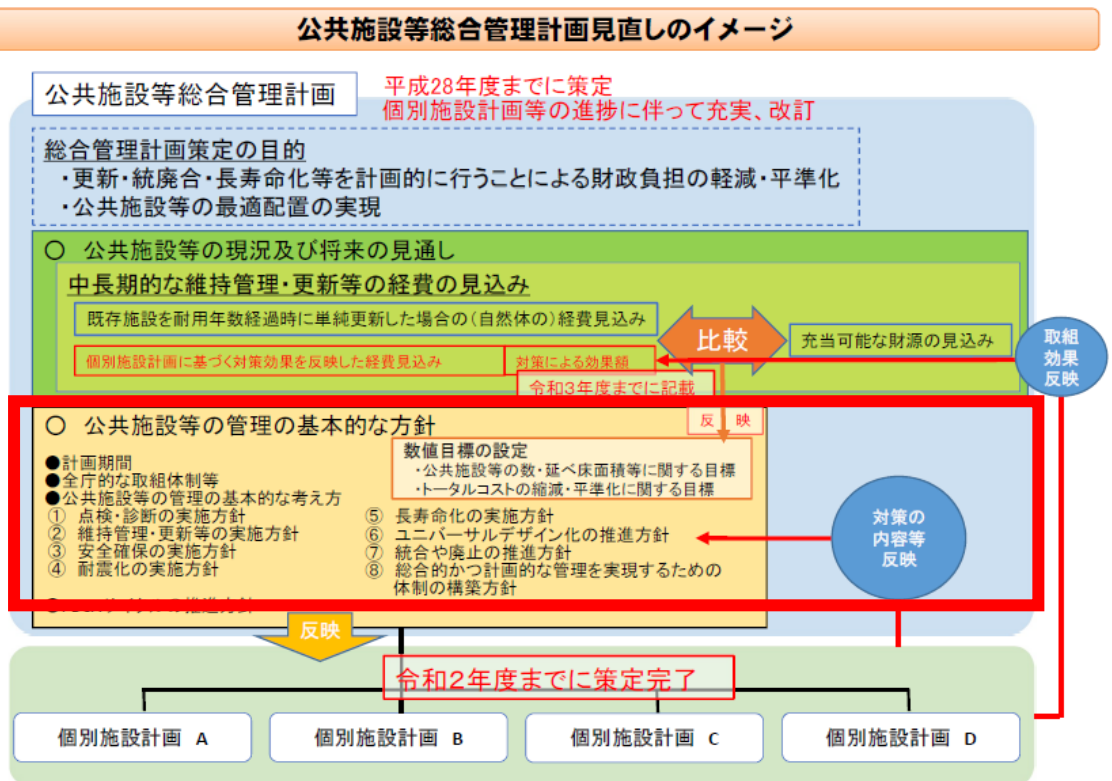 公共施設等総合管理計画見直しのイメージ
公共施設等総合管理計画
平成28年度までに策定
個別施設計画等の進捗に伴って充実、改訂
総合管理計画策定の目的
・更新・統廃合・長寿命化等を計画的に行うことによる財政負担の軽減・平準化
・公共施設等の最適配置の実現
〇 公共施設等の現況及び将来の見通し
中長期的な維持管理・更新等の経費の見込み
既存施設を耐用年数経過時に単純更新した場合の(自然体の)経費見込み
比較
充当可能な財源の見込み
個別施設計画に基づく対策効果を反映した経費見込み
対策による効果額
取組
効果
反映
令和3年度までに記載
〇 公共施設等の管理の基本的な方針
反 映
数値目標の設定
・公共施設等の数・延べ床面積等に関する目標
・トータルコストの縮減・平準化に関する目標
●計画期間
●全庁的な取組体制等
●公共施設等の管理の基本的な考え方
① 点検・診断の実施方針
② 維持管理・更新等の実施方針
③ 安全確保の実施方針
④ 耐震化の実施方針
⑤ 長寿命化の実施方針
⑥ ユニバーサルデザイン化の推進方針
⑦ 統合や廃止の推進方針
⑧ 総合的かつ計画的な管理を実現するための
体制の構築方針
対策の
内容等
反映
の推進方針
反映
令和2年度までに策定完了
個別施設計画 A
個別施設計画 B
個別施設計画 C
個別施設計画 D